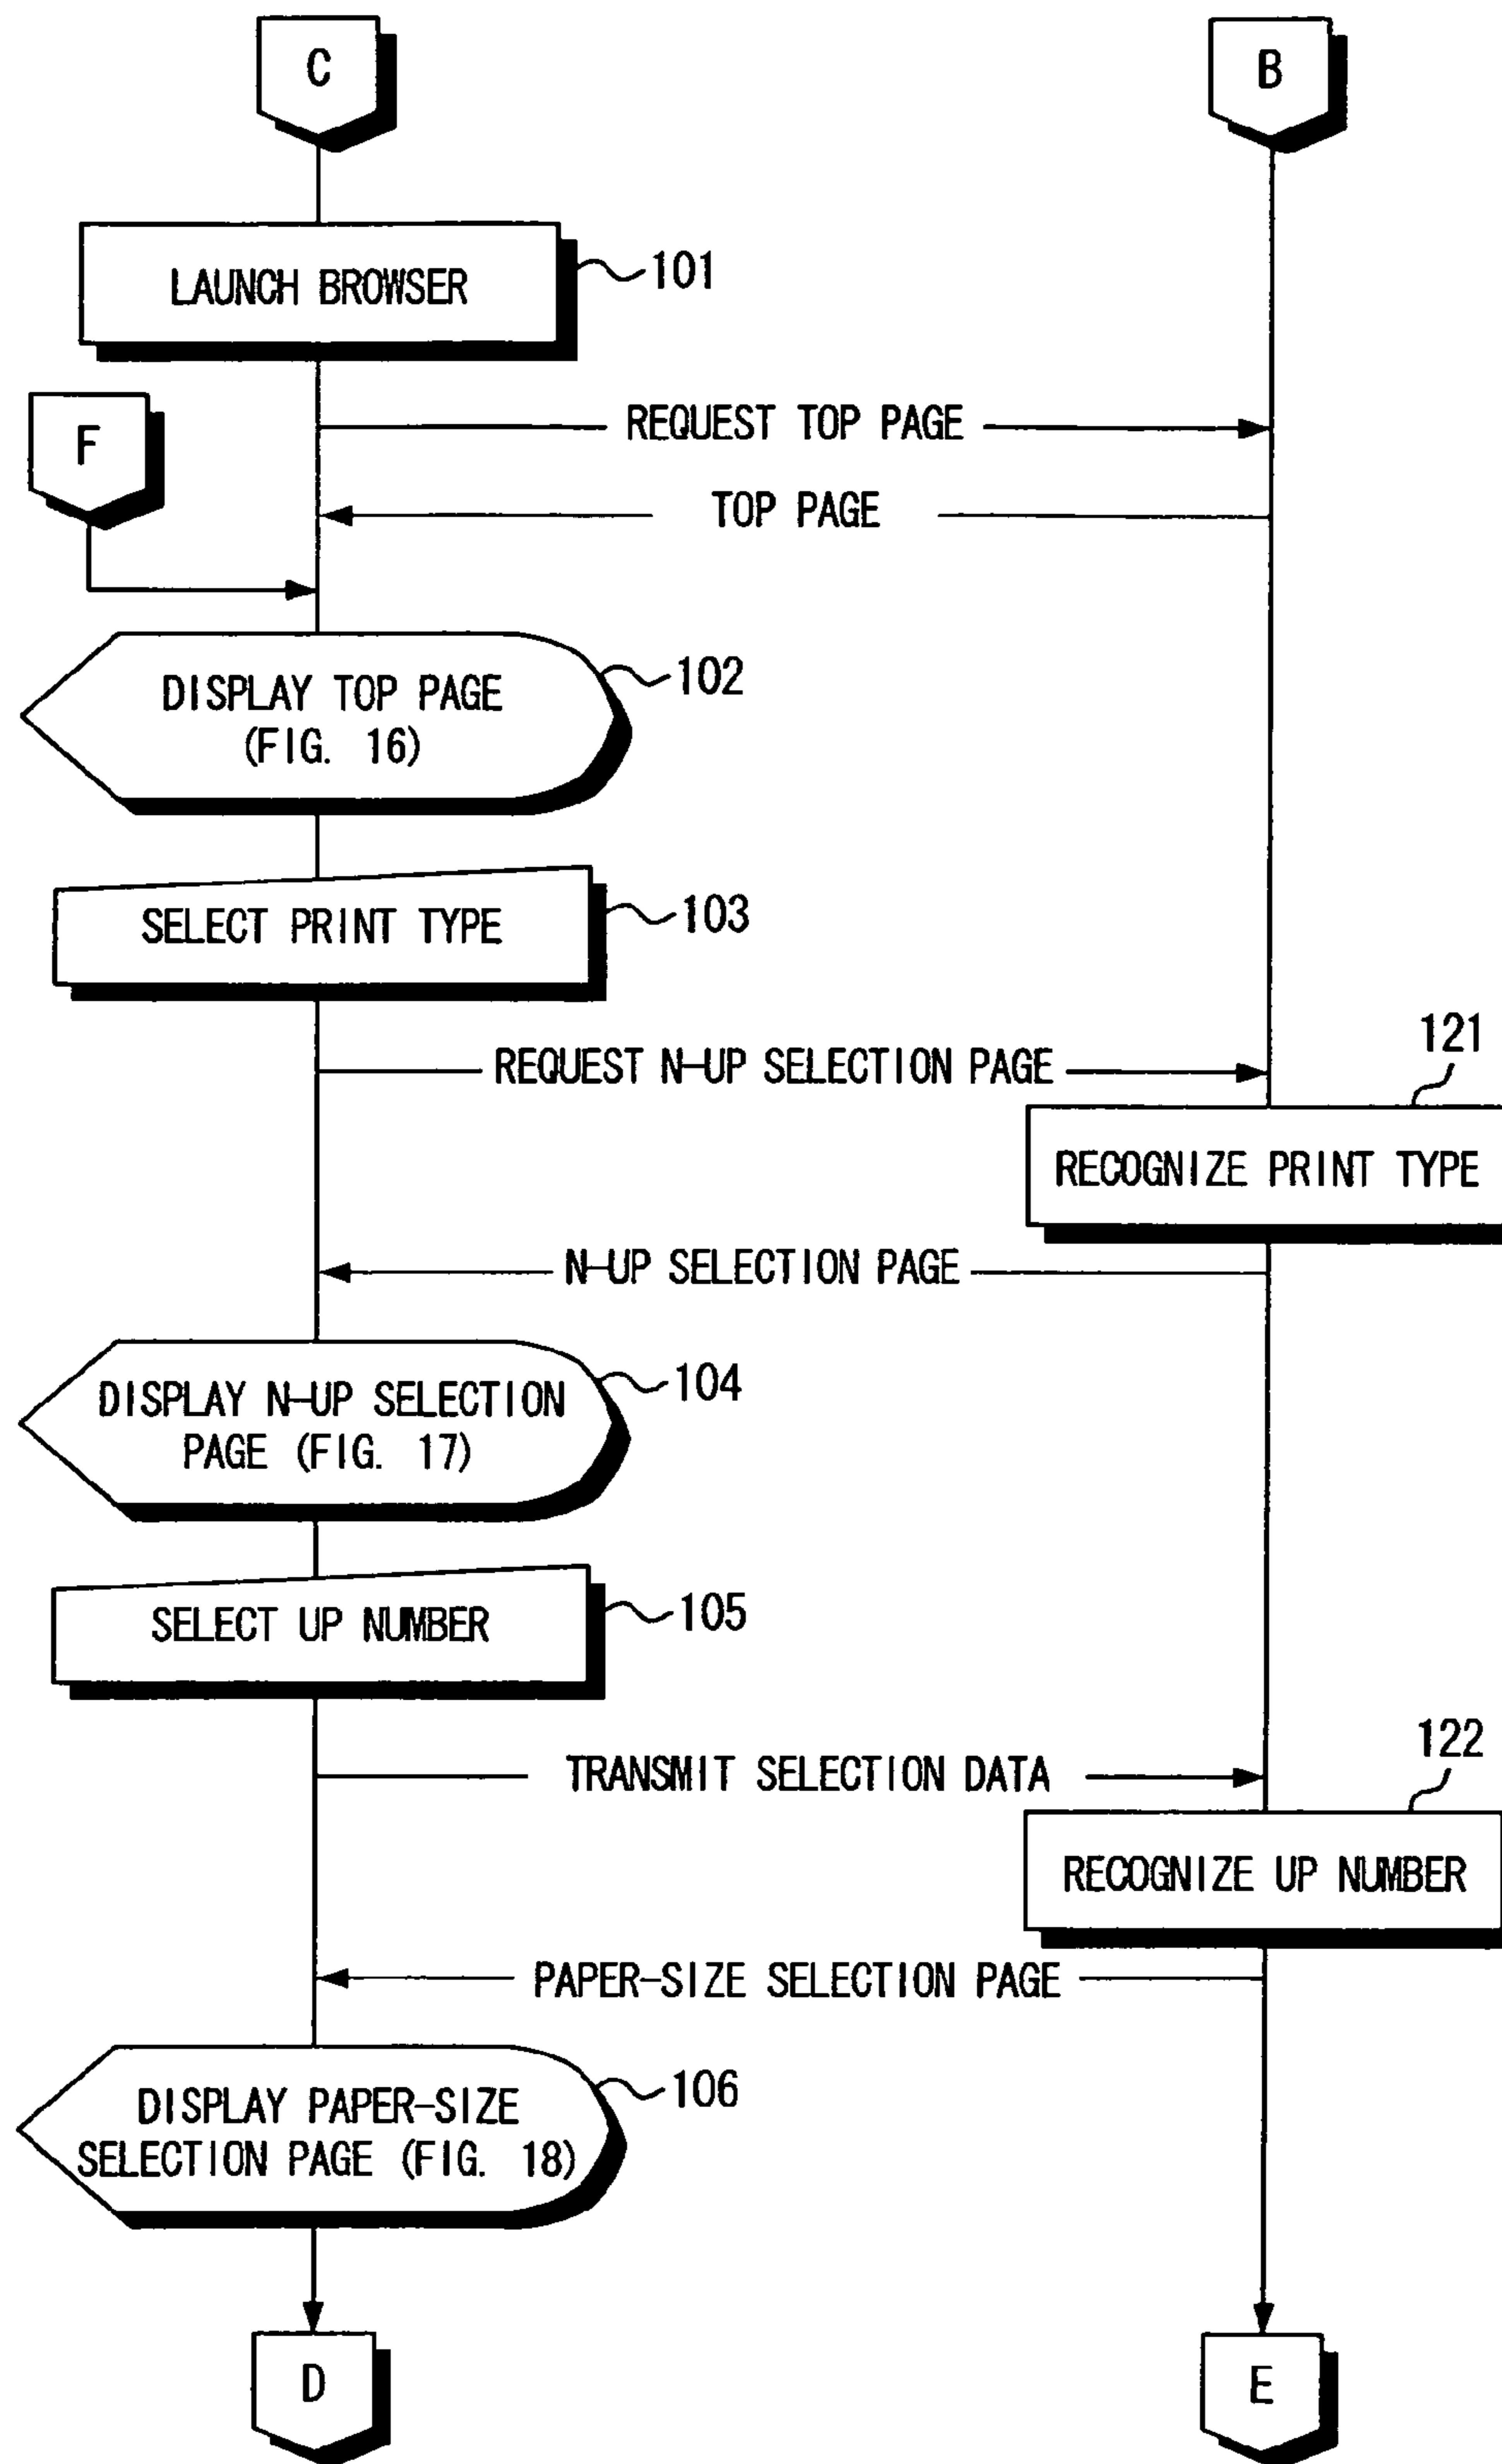 C
B
LAUNCH BROWSER
101
REQUEST TOP PAGE
F
TOP PAGE
DISPLAY TOP PAGE
(FIG. 16)
102
SELECT PRINT TYPE
103
REQUEST N-UP SELECTION PAGE
121
RECOGNIZE PRINT TYPE
N-UP SELECTION PAGE
DISPLAY N-UP SELECTION
PAGE (FIG. 17)
104
SELECT UP NUMBER
105
TRANSMIT SELECTION DATA
122
RECOGNIZE UP NUMBER
PAPER-SIZE SELECTION PAGE
DISPLAY PAPER-SIZE
SELECTION PAGE (FIG. 18)
106
D
E